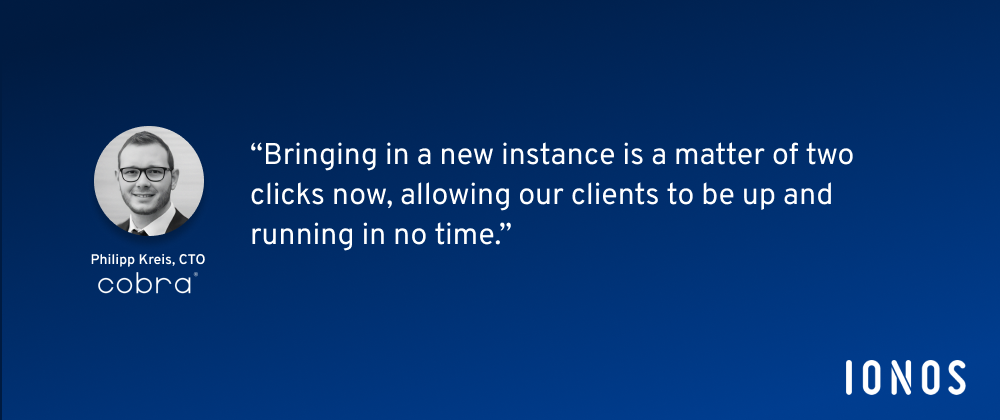 “Bringing in a new instance is a matter of two
clicks now, allowing our clients to be up and
running in no time.”
Philipp Kreis, CTO
cobra®
IONOS